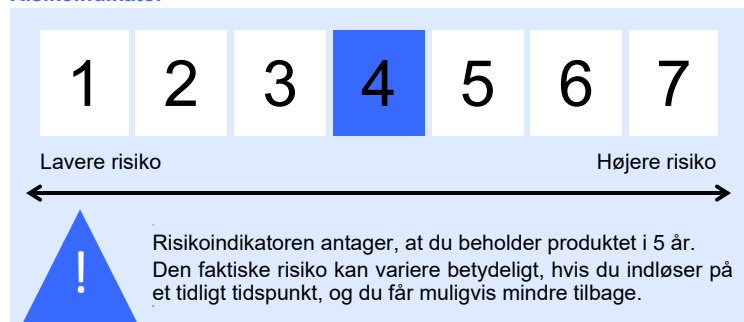 Risikoindikator
1 2 3 4 5 6 7
Lavere risiko Højere risiko
!
Risikoindikatoren antager, at du beholder produktet i 5 år.
Den faktiske risiko kan variere betydeligt, hvis du indløser på
et tidligt tidspunkt, og du får muligvis mindre tilbage.